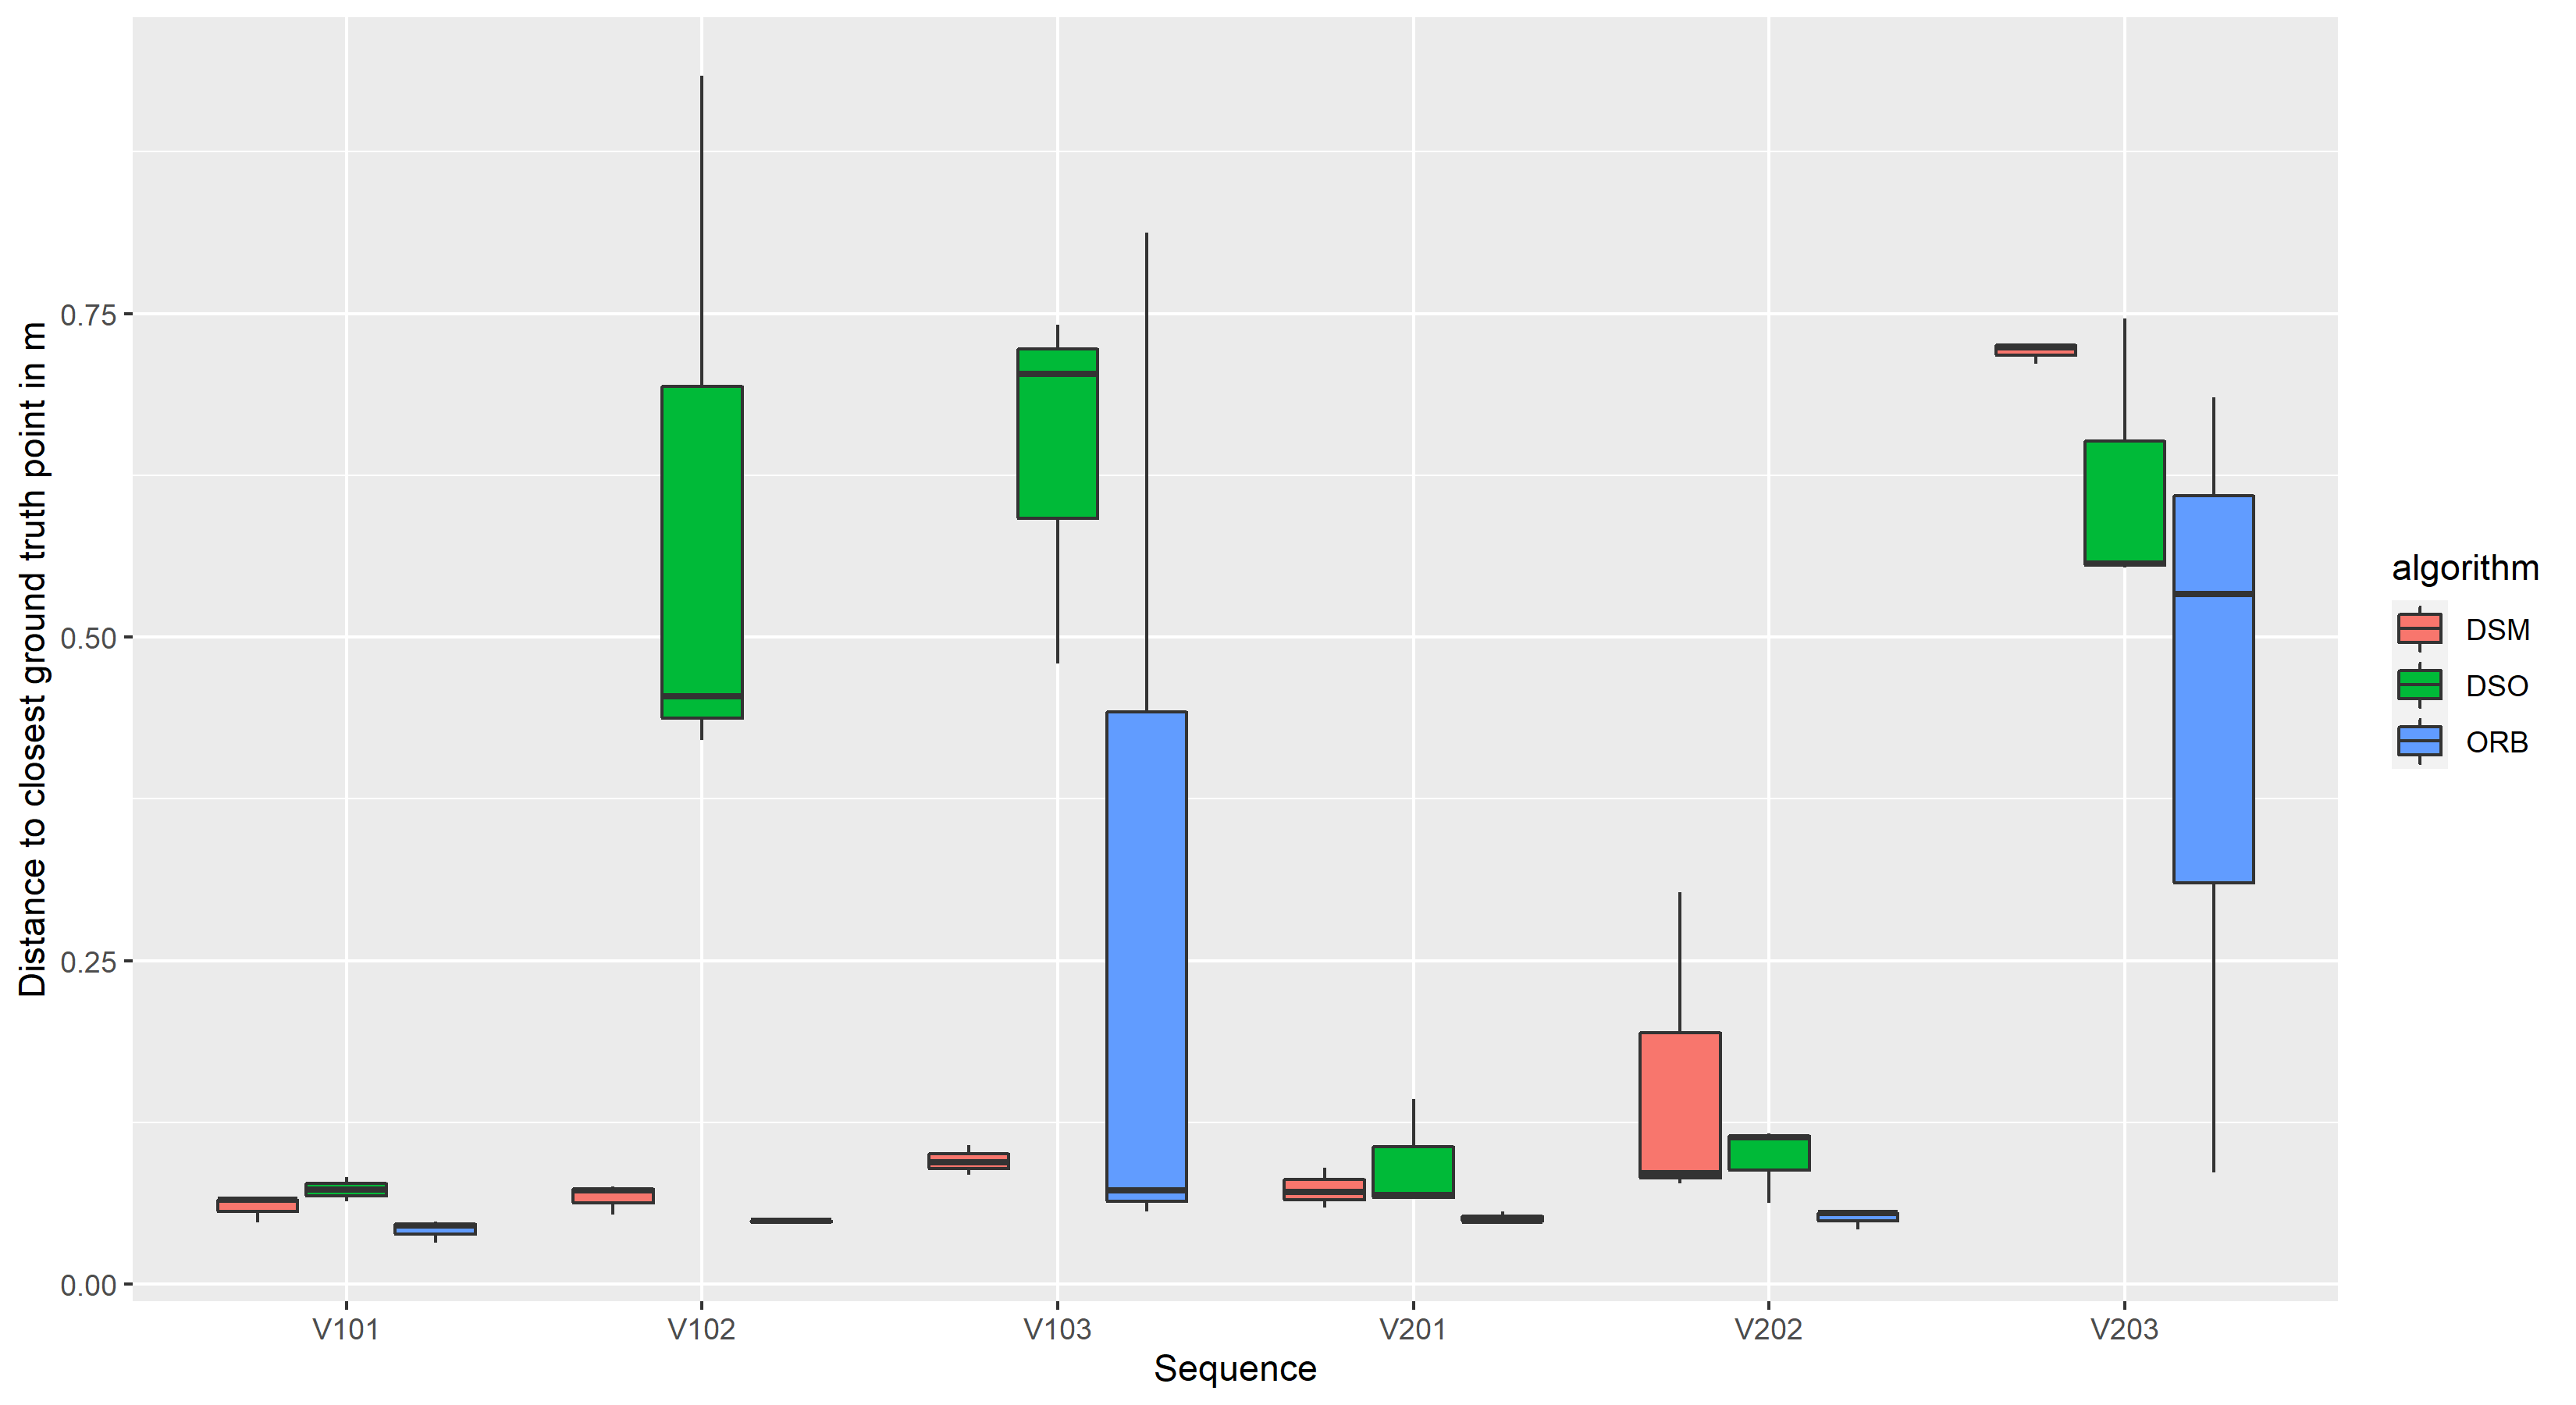 Distance to closest ground truth point in m
0.75
0.50
0.25
0.00
V101 V102 V103 V201 V202 V203
Sequence
algorithm
DSM
DSO
ORB